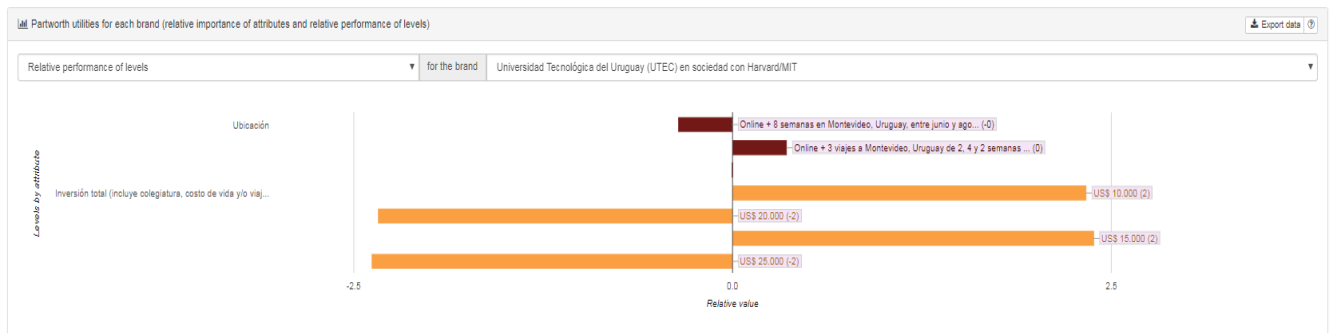 Partworth utilities for each brand (relative importance of attributes and relative performance of levels)
Export data
Relative performance of levels
for the brand
Universidad Tecnológica del Uruguay (UTEC) en sociedad con Harvard/MIT
Ubicación
Online + 8 semanas en Montevideo, Uruguay, entre junio y ago... (-0)
Online + 3 viajes a Montevideo, Uruguay de 2, 4 y 2 semanas ... (0)
Levels by attribute
Inversión total (incluye colegiatura, costo de vida y/o viaj...
US$ 10.000 (2)
US$ 20.000 (-2)
US$ 15.000 (2)
US$ 25.000 (-2)
-2.5
0.0
2.5
Relative value